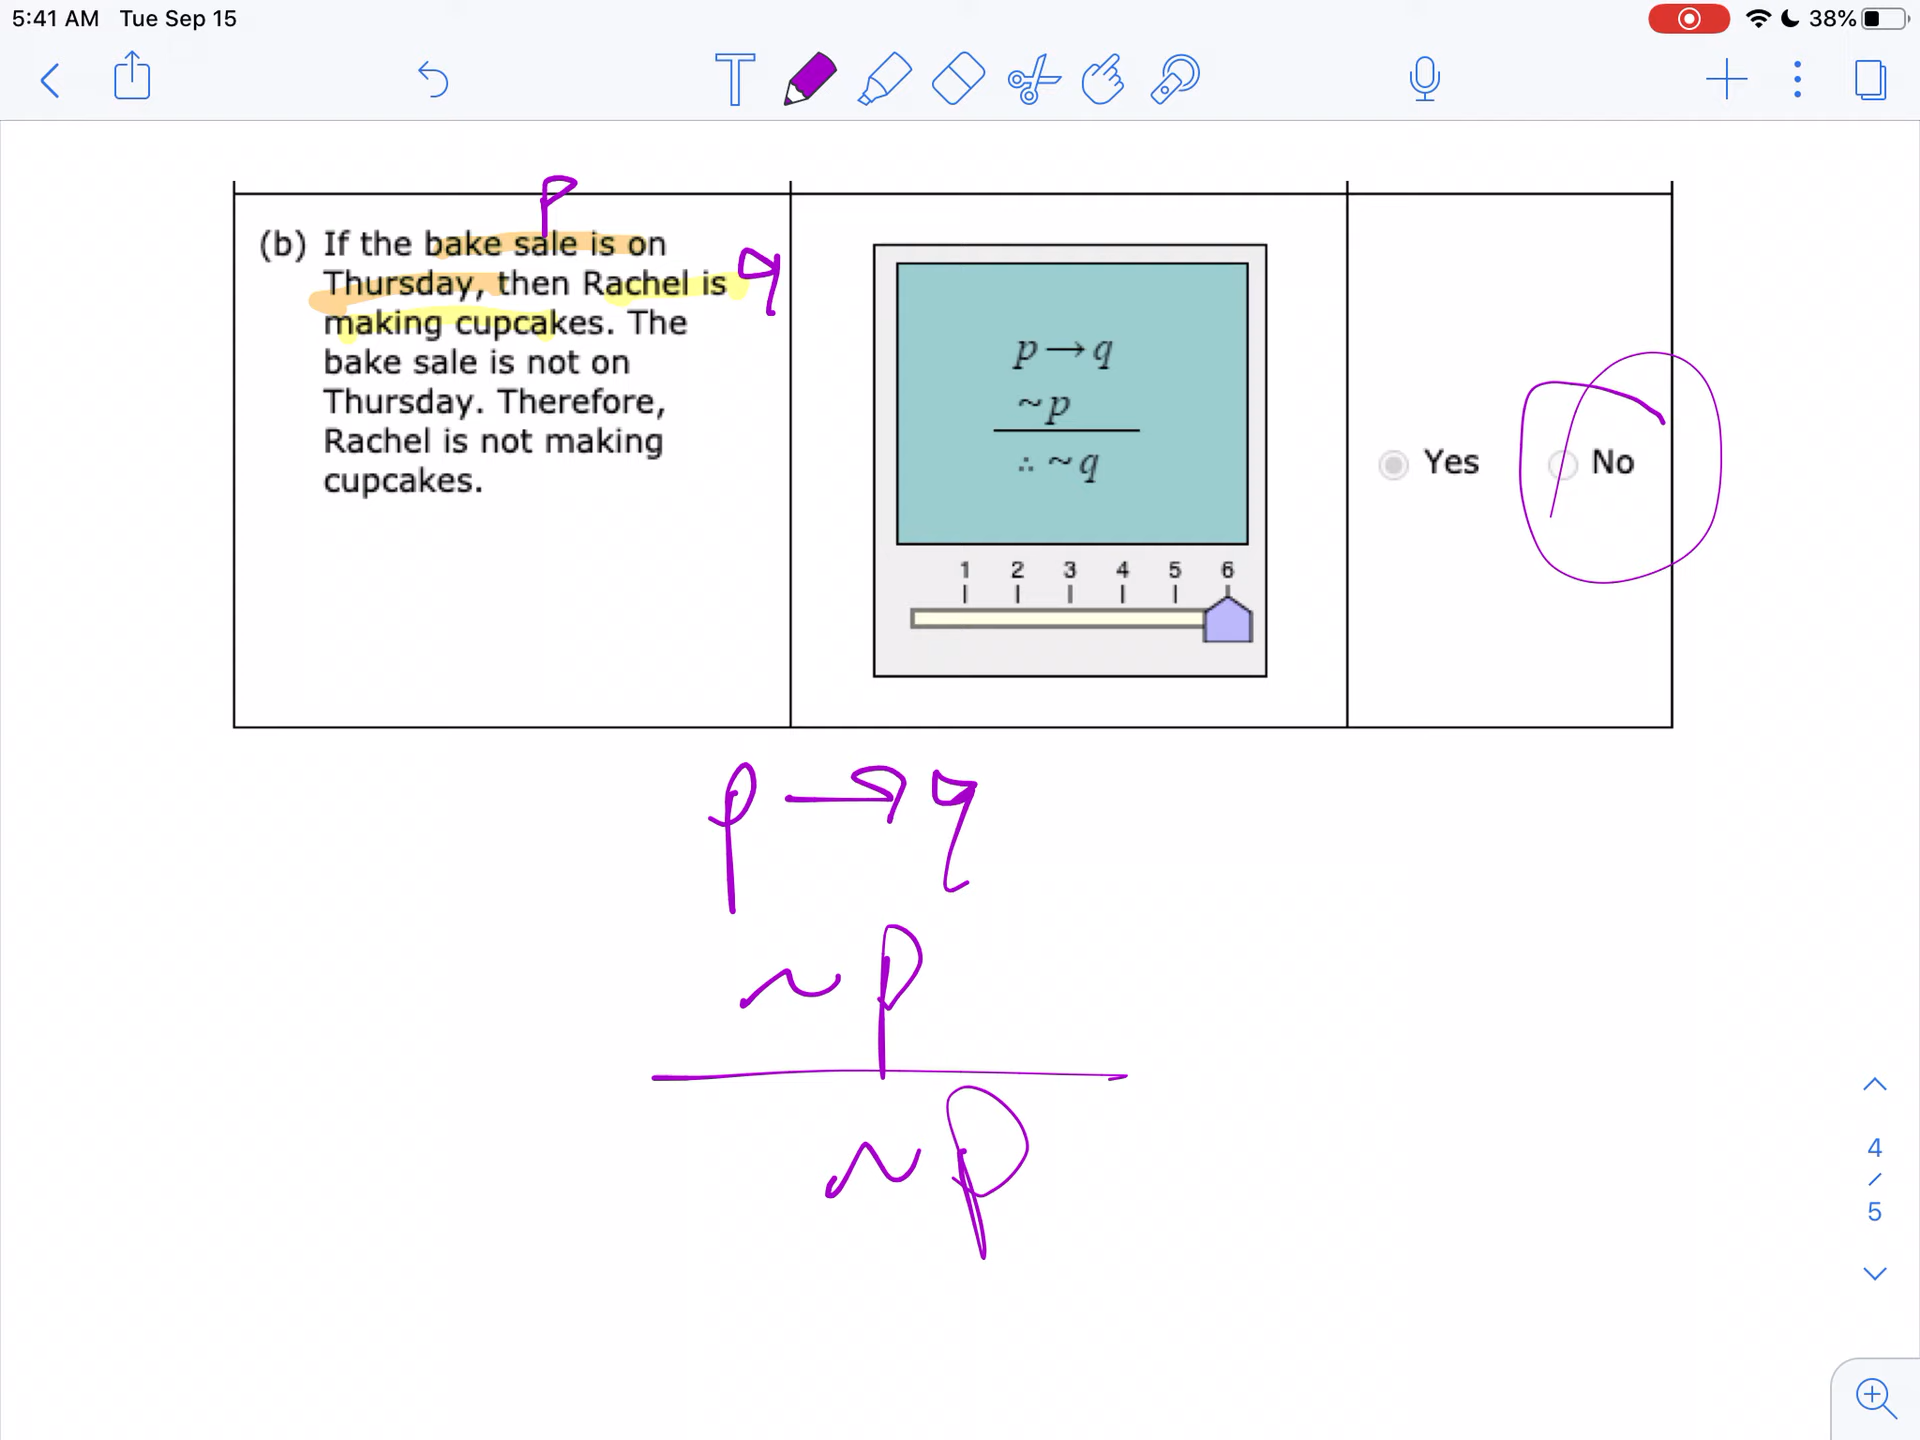 5:41 AM Tue Sep 15
38%
T
P
(b) If the bake sale is on
Thursday, then Rachel is
making cupcakes. The
bake sale is not on
Thursday. Therefore,
Rachel is not making
cupcakes.
q
p → q
~ p
∴ ~ q
1 2 3 4 5 6
Yes No
p → q
~ p
~ p
4
/
5